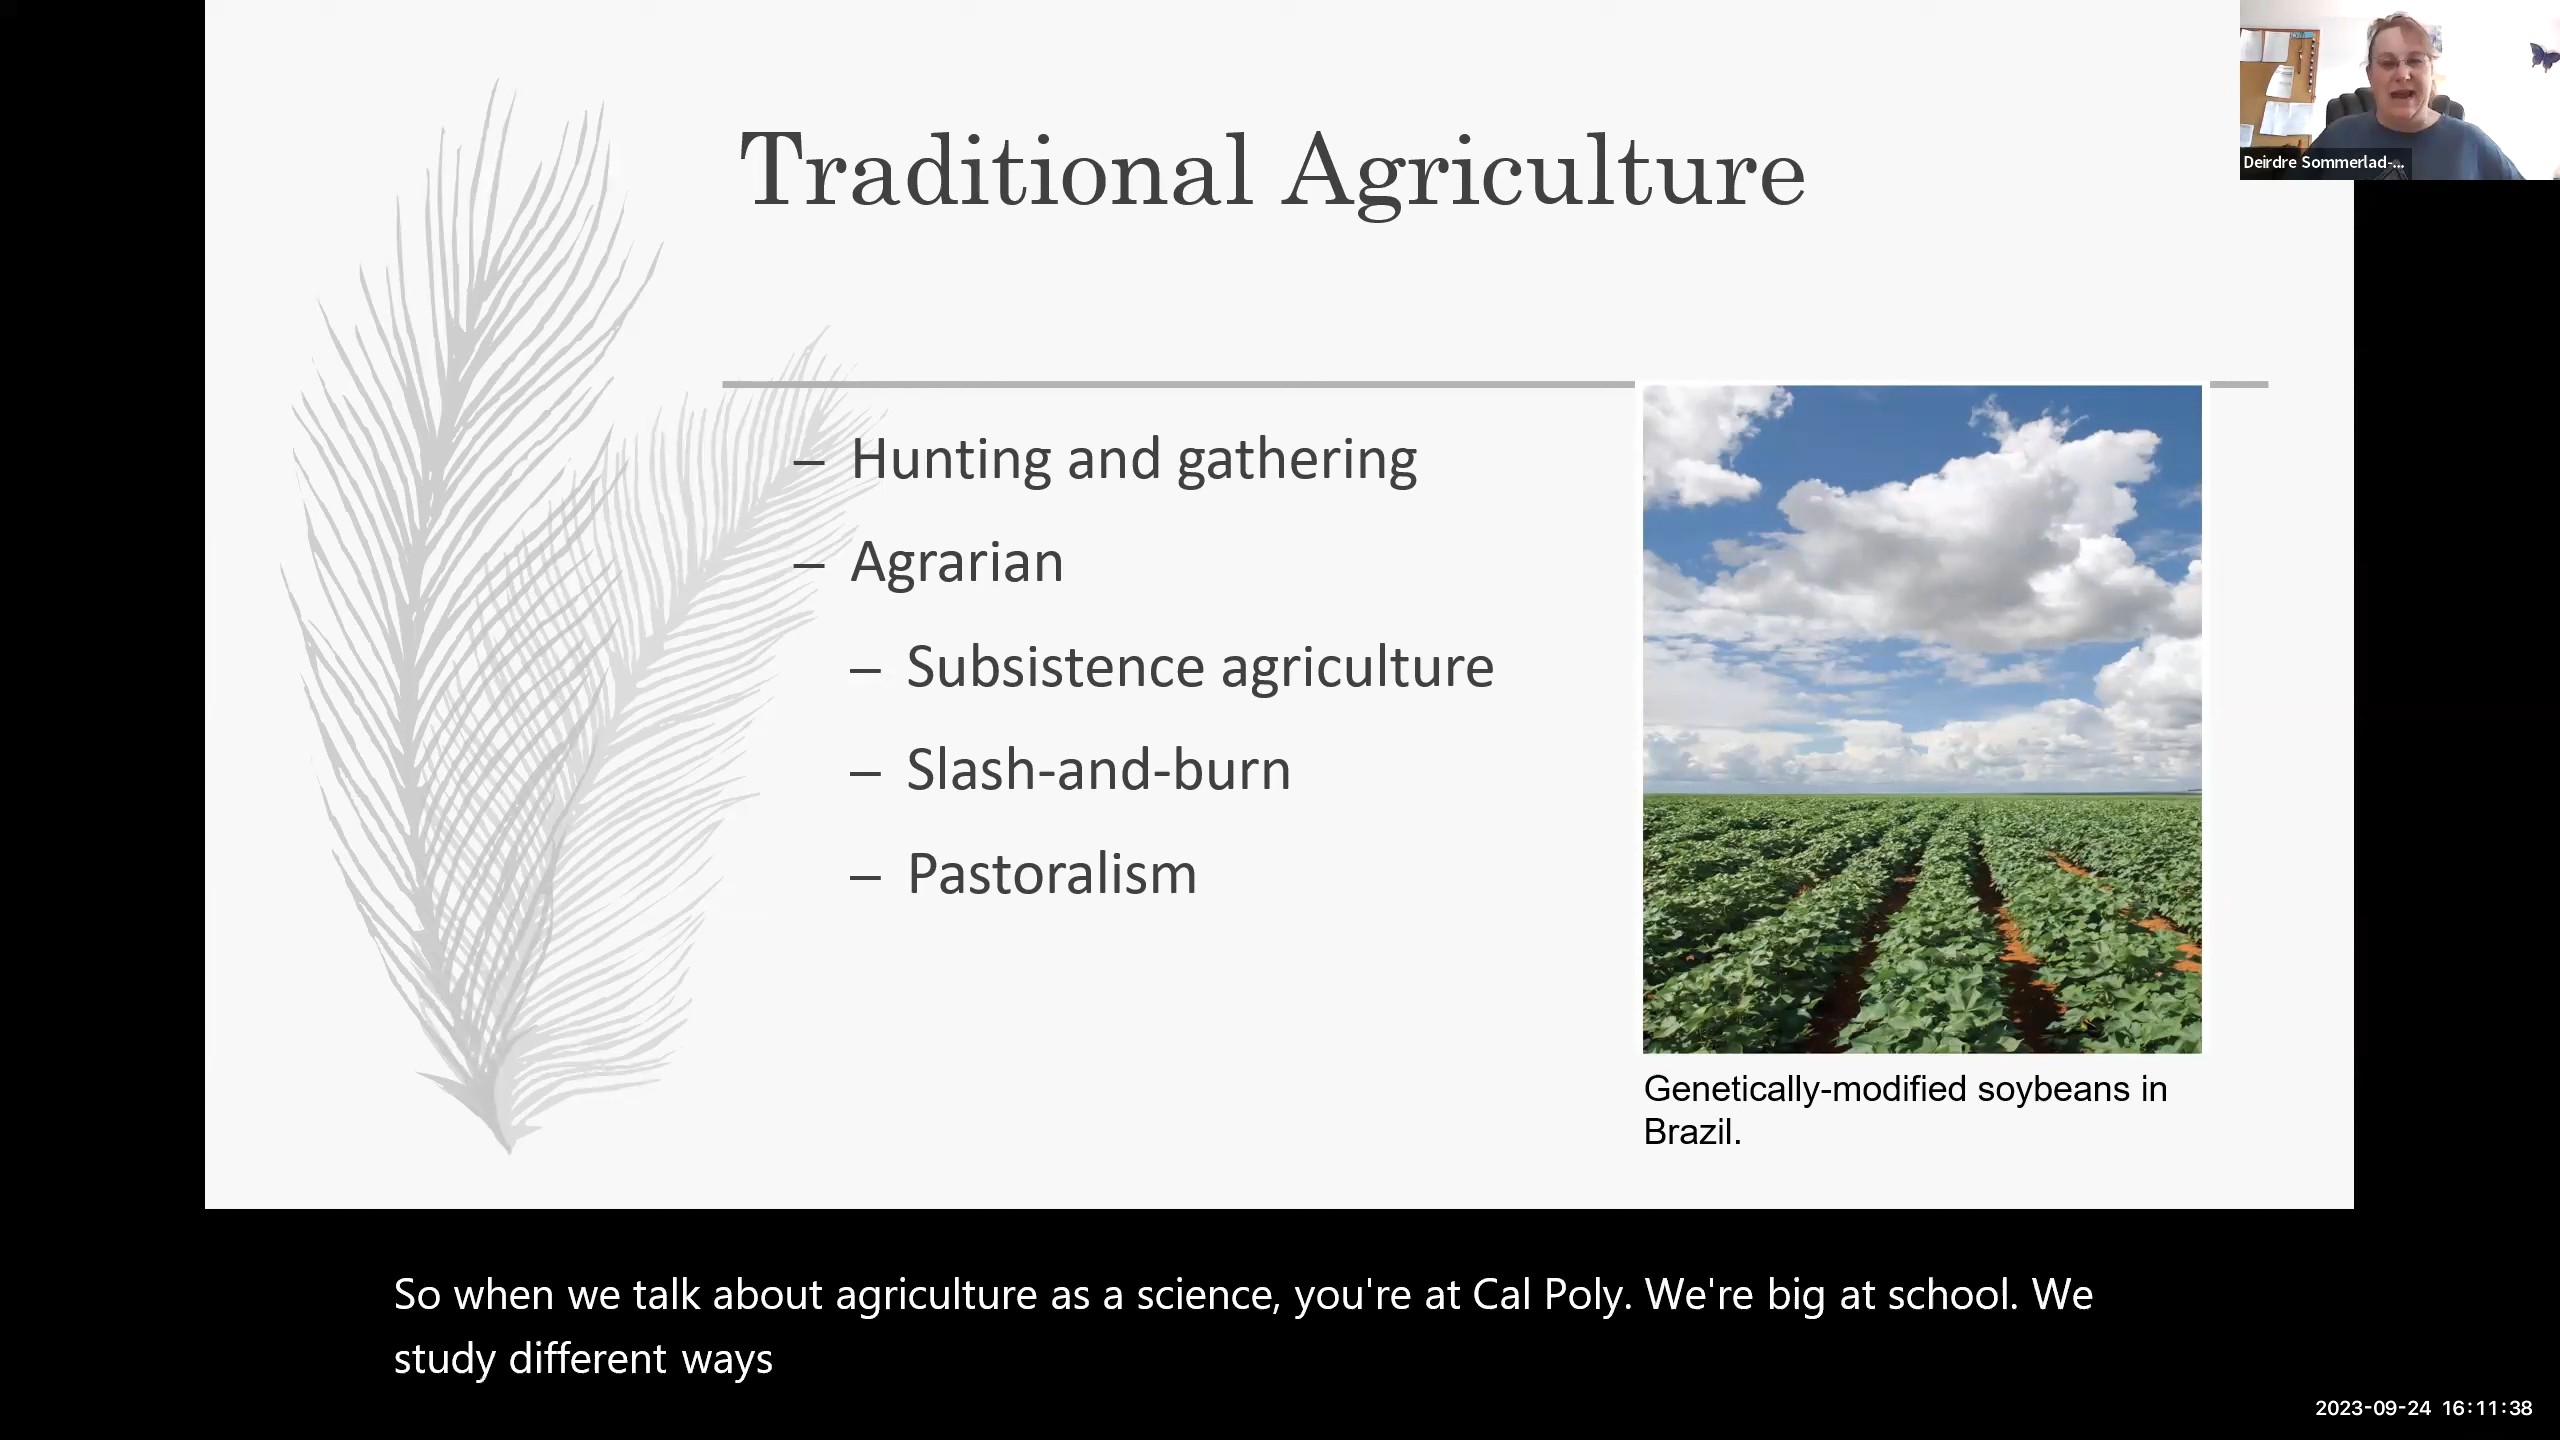 Traditional Agriculture
– Hunting and gathering
– Agrarian
– Subsistence agriculture
– Slash-and-burn
– Pastoralism
Genetically-modified soybeans in
Brazil.
Deirdre Sommerlad-...
So when we talk about agriculture as a science, you're at Cal Poly. We're big at school. We
study different ways
2023-09-24 16:11:38